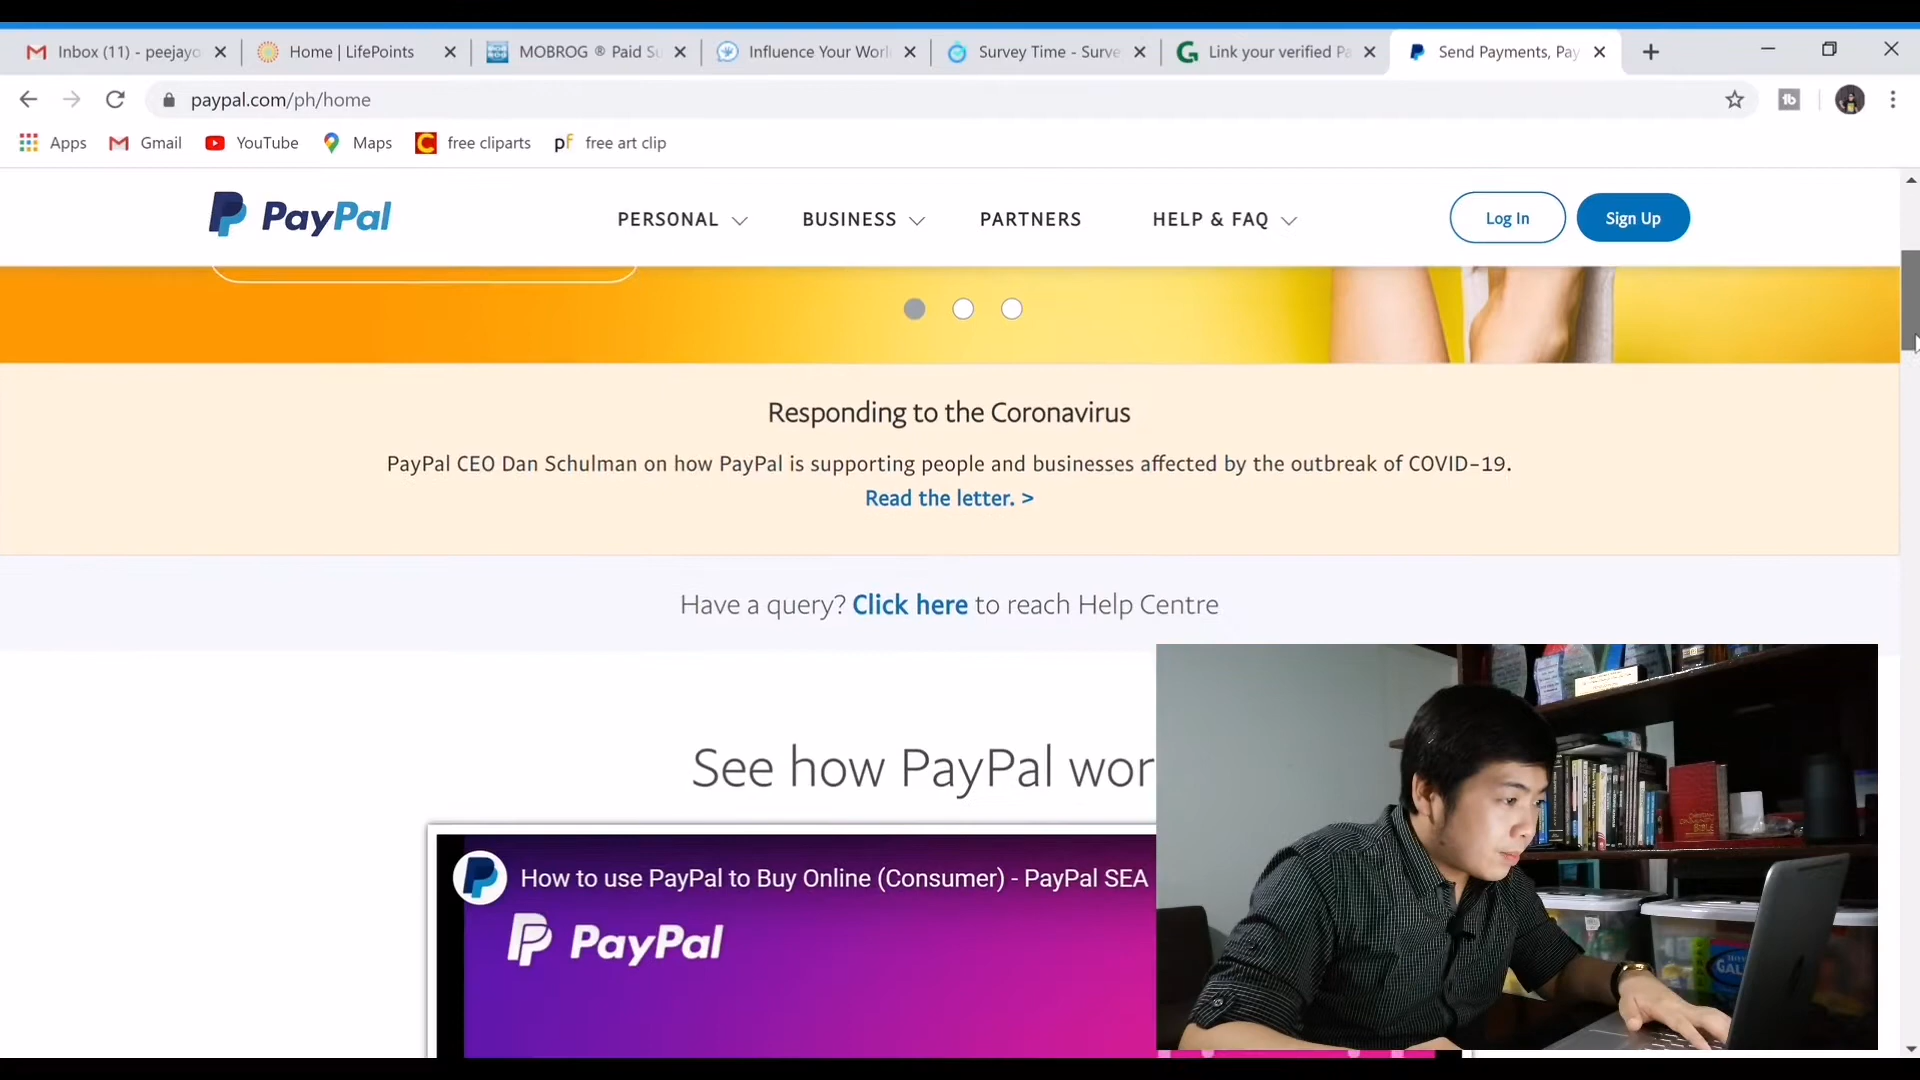 Inbox (11) - peejayo
Home | LifePoints
MOBROG ® Paid Su
Influence Your Worl
Survey Time - Surve
Link your verified Pa
Send Payments, Pay
paypal.com/ph/home
Apps
Gmail
YouTube
Maps
free cliparts
free art clip
PayPal
PERSONAL
BUSINESS
PARTNERS
HELP & FAQ
Log In
Sign Up
Responding to the Coronavirus
PayPal CEO Dan Schulman on how PayPal is supporting people and businesses affected by the outbreak of COVID-19.
Read the letter. >
Have a query? Click here to reach Help Centre
See how PayPal wor
How to use PayPal to Buy Online (Consumer) - PayPal SEA
PayPal